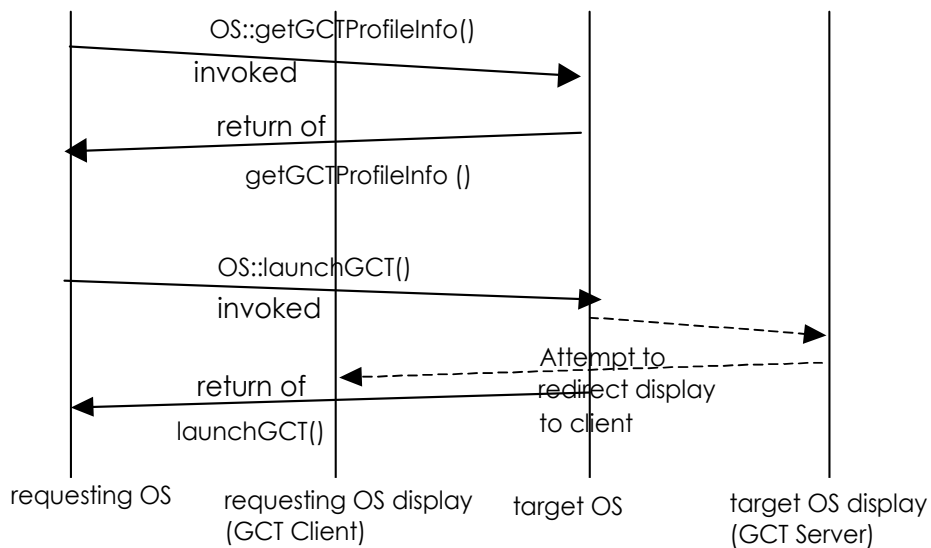 OS::getGCTProfileInfo()
invoked
return of
getGCTProfileInfo ()
OS::launchGCT()
invoked
Attempt to
redirect display
to client
return of
launchGCT()
requesting OS
requesting OS display
(GCT Client)
target OS
target OS display
(GCT Server)